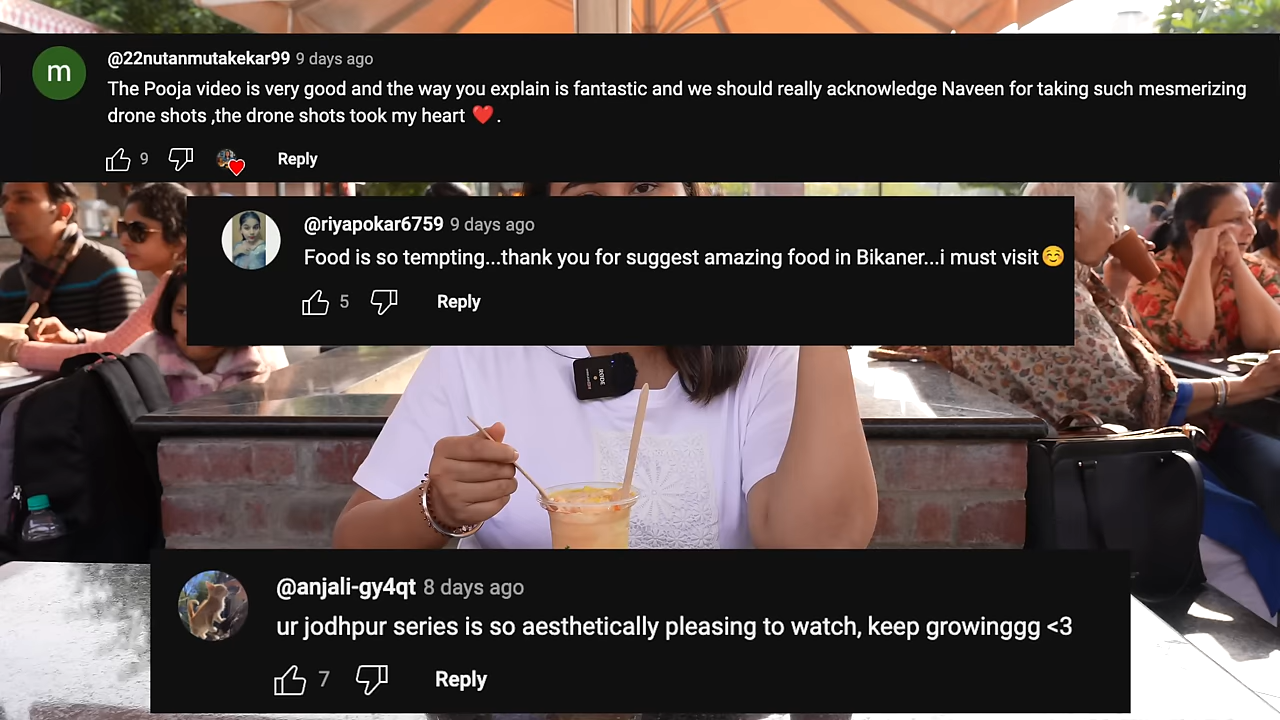 m
@22nutanmutakekar99 9 days ago
The Pooja video is very good and the way you explain is fantastic and we should really acknowledge Naveen for taking such mesmerizing
drone shots ,the drone shots took my heart ❤️ .
9 Reply
@riyapokar6759 9 days ago
Food is so tempting...thank you for suggest amazing food in Bikaner...i must visit☺️
5 Reply
RODE
@anjali-gy4qt 8 days ago
ur jodhpur series is so aesthetically pleasing to watch, keep growinggg <3
7 Reply